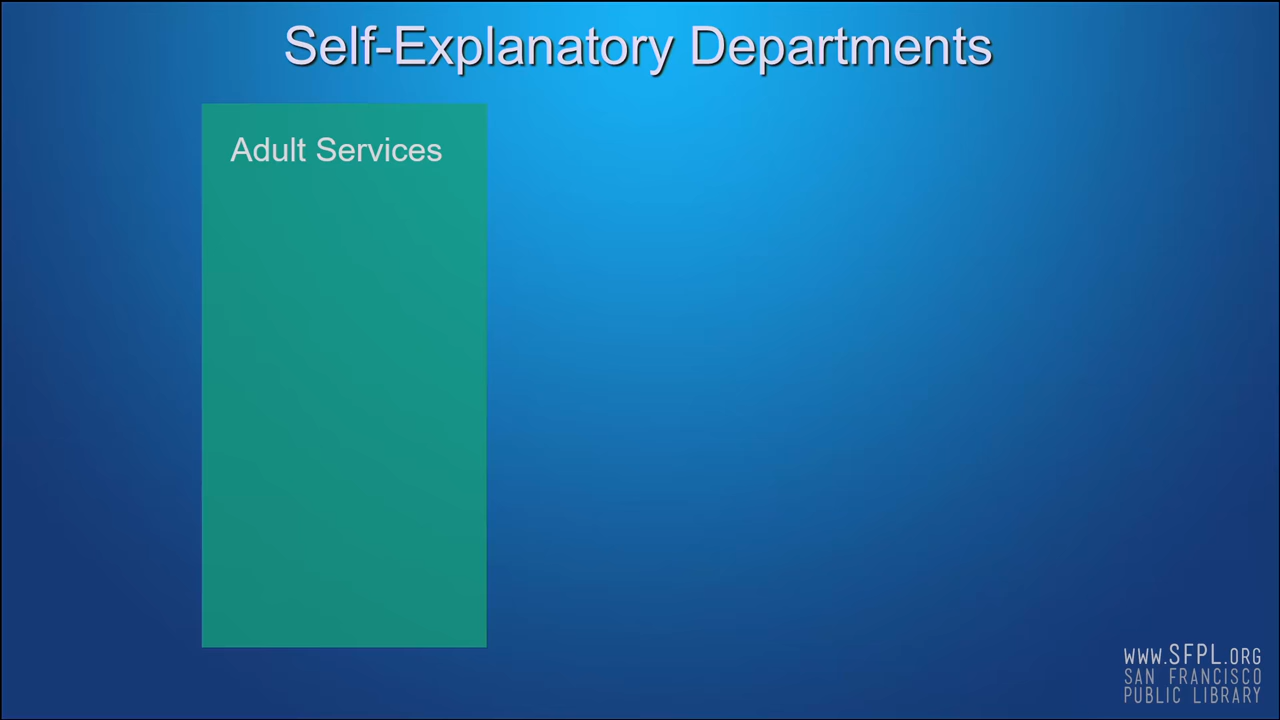 Self-Explanatory Departments
Adult Services
WWW.SFPL.ORG
SAN FRANCISCO
PUBLIC LIBRARY